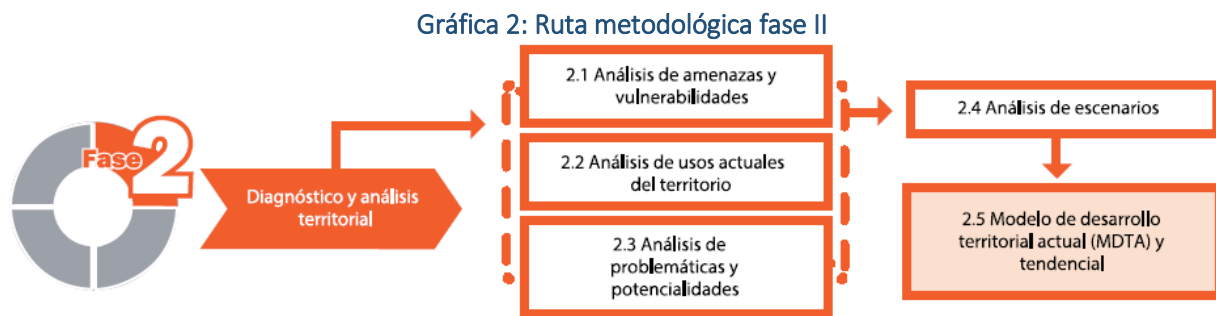 Gráfica 2: Ruta metodológica fase II
Fase 2
Diagnóstico y análisis
territorial
2.1 Análisis de amenazas y
vulnerabilidades
2.2 Análisis de usos actuales
del territorio
2.3 Análisis de
problemáticas y
potencialidades
2.4 Análisis de escenarios
2.5 Modelo de desarrollo
territorial actual (MDTA) y
tendencial